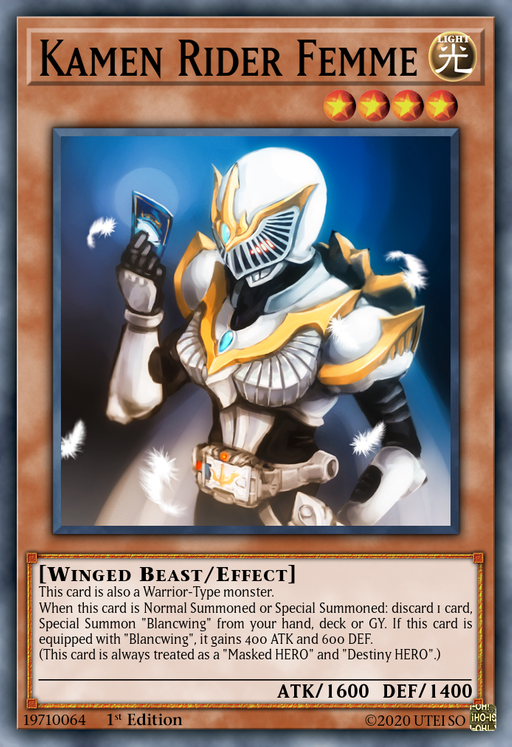 KAMEN RIDER FEMME
LIGHT
光
[WINGED BEAST/EFFECT]
This card is also a Warrior-Type monster.
When this card is Normal Summoned or Special Summoned: discard 1 card,
Special Summon "Blancwing" from your hand, deck or GY. If this card is
equipped with "Blancwing", it gains 400 ATK and 600 DEF.
(This card is always treated as a "Masked HERO" and "Destiny HERO".)
ATK/1600 DEF/1400
19710064 1st Edition ©2020 UTEI SO